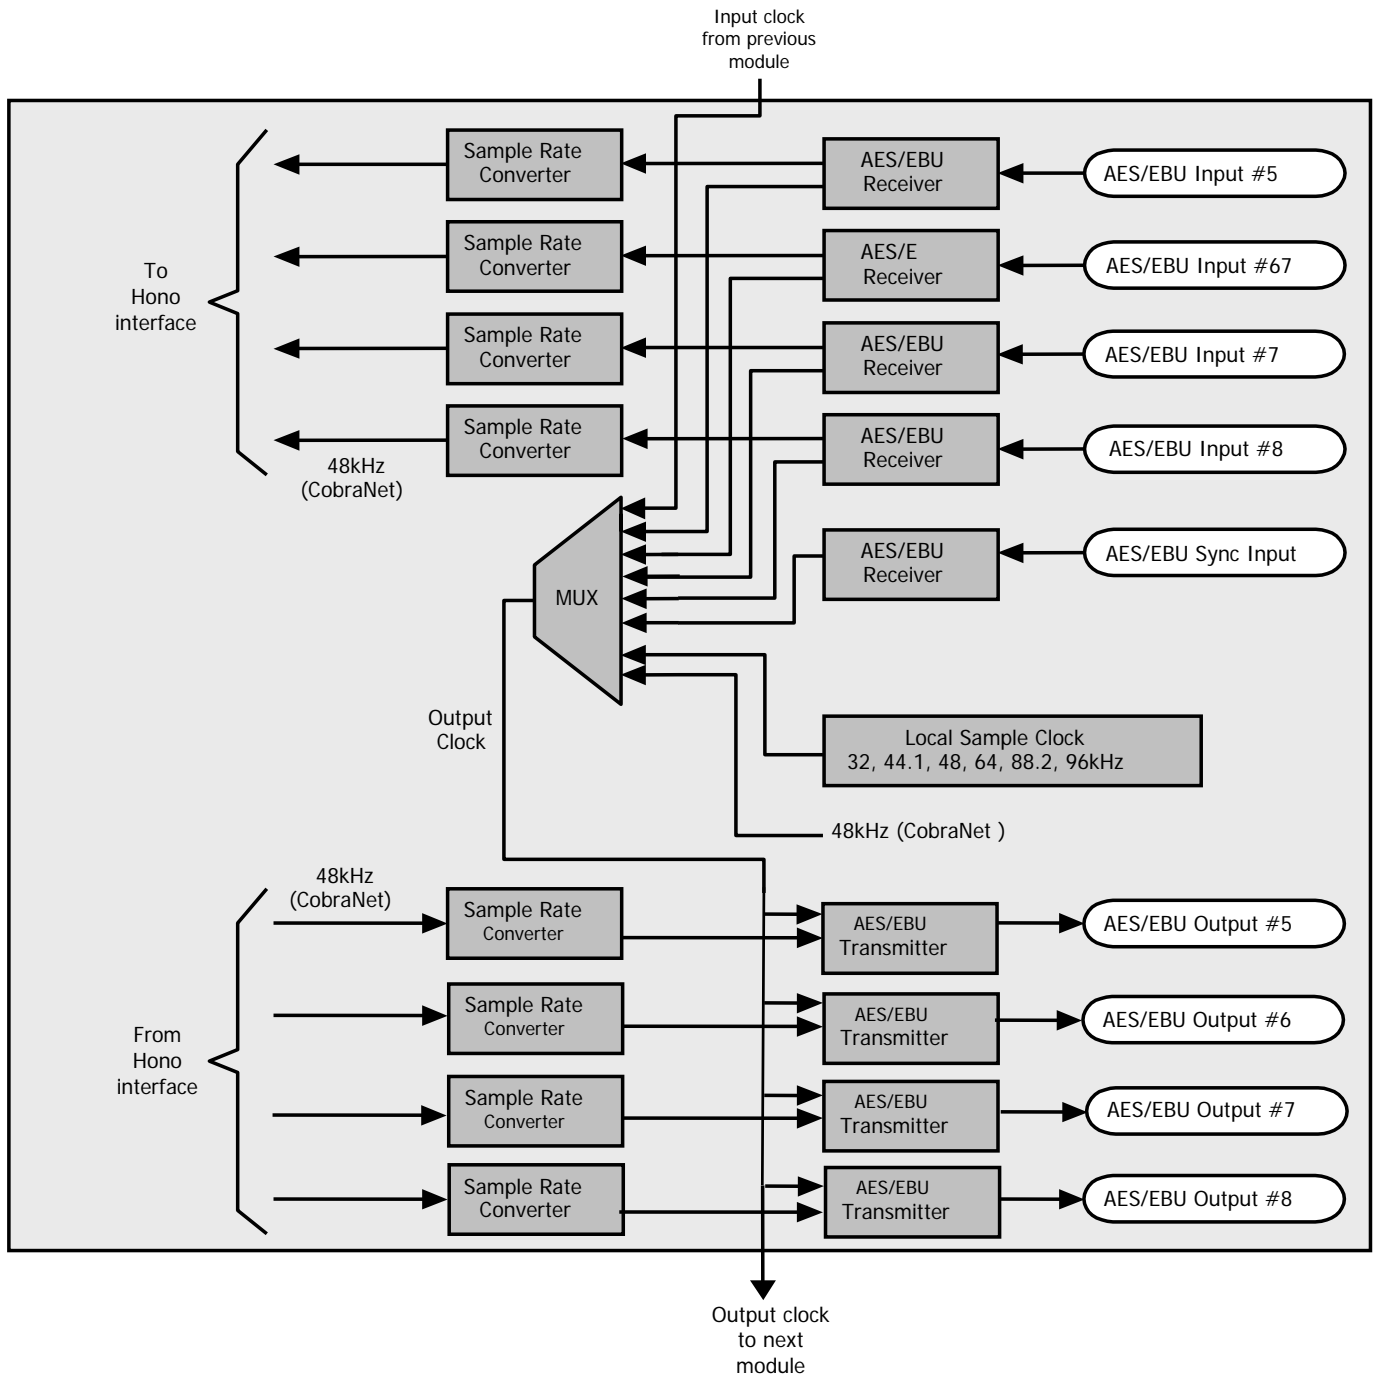 Input clock
from previous
module
Sample Rate
Converter
AES/EBU
Receiver
AES/EBU Input #5
Sample Rate
Converter
AES/E
Receiver
AES/EBU Input #67
To
Hono
interface
Sample Rate
Converter
AES/EBU
Receiver
AES/EBU Input #7
Sample Rate
Converter
AES/EBU
Receiver
AES/EBU Input #8
48kHz
(CobraNet)
AES/EBU
Receiver
AES/EBU Sync Input
MUX
Output
Clock
Local Sample Clock
32, 44.1, 48, 64, 88.2, 96kHz
48kHz (CobraNet )
48kHz
(CobraNet)
Sample Rate
Converter
AES/EBU
Transmitter
AES/EBU Output #5
Sample Rate
Converter
AES/EBU
Transmitter
AES/EBU Output #6
From
Hono
interface
Sample Rate
Converter
AES/EBU
Transmitter
AES/EBU Output #7
Sample Rate
Converter
AES/EBU
Transmitter
AES/EBU Output #8
Output clock
to next
module